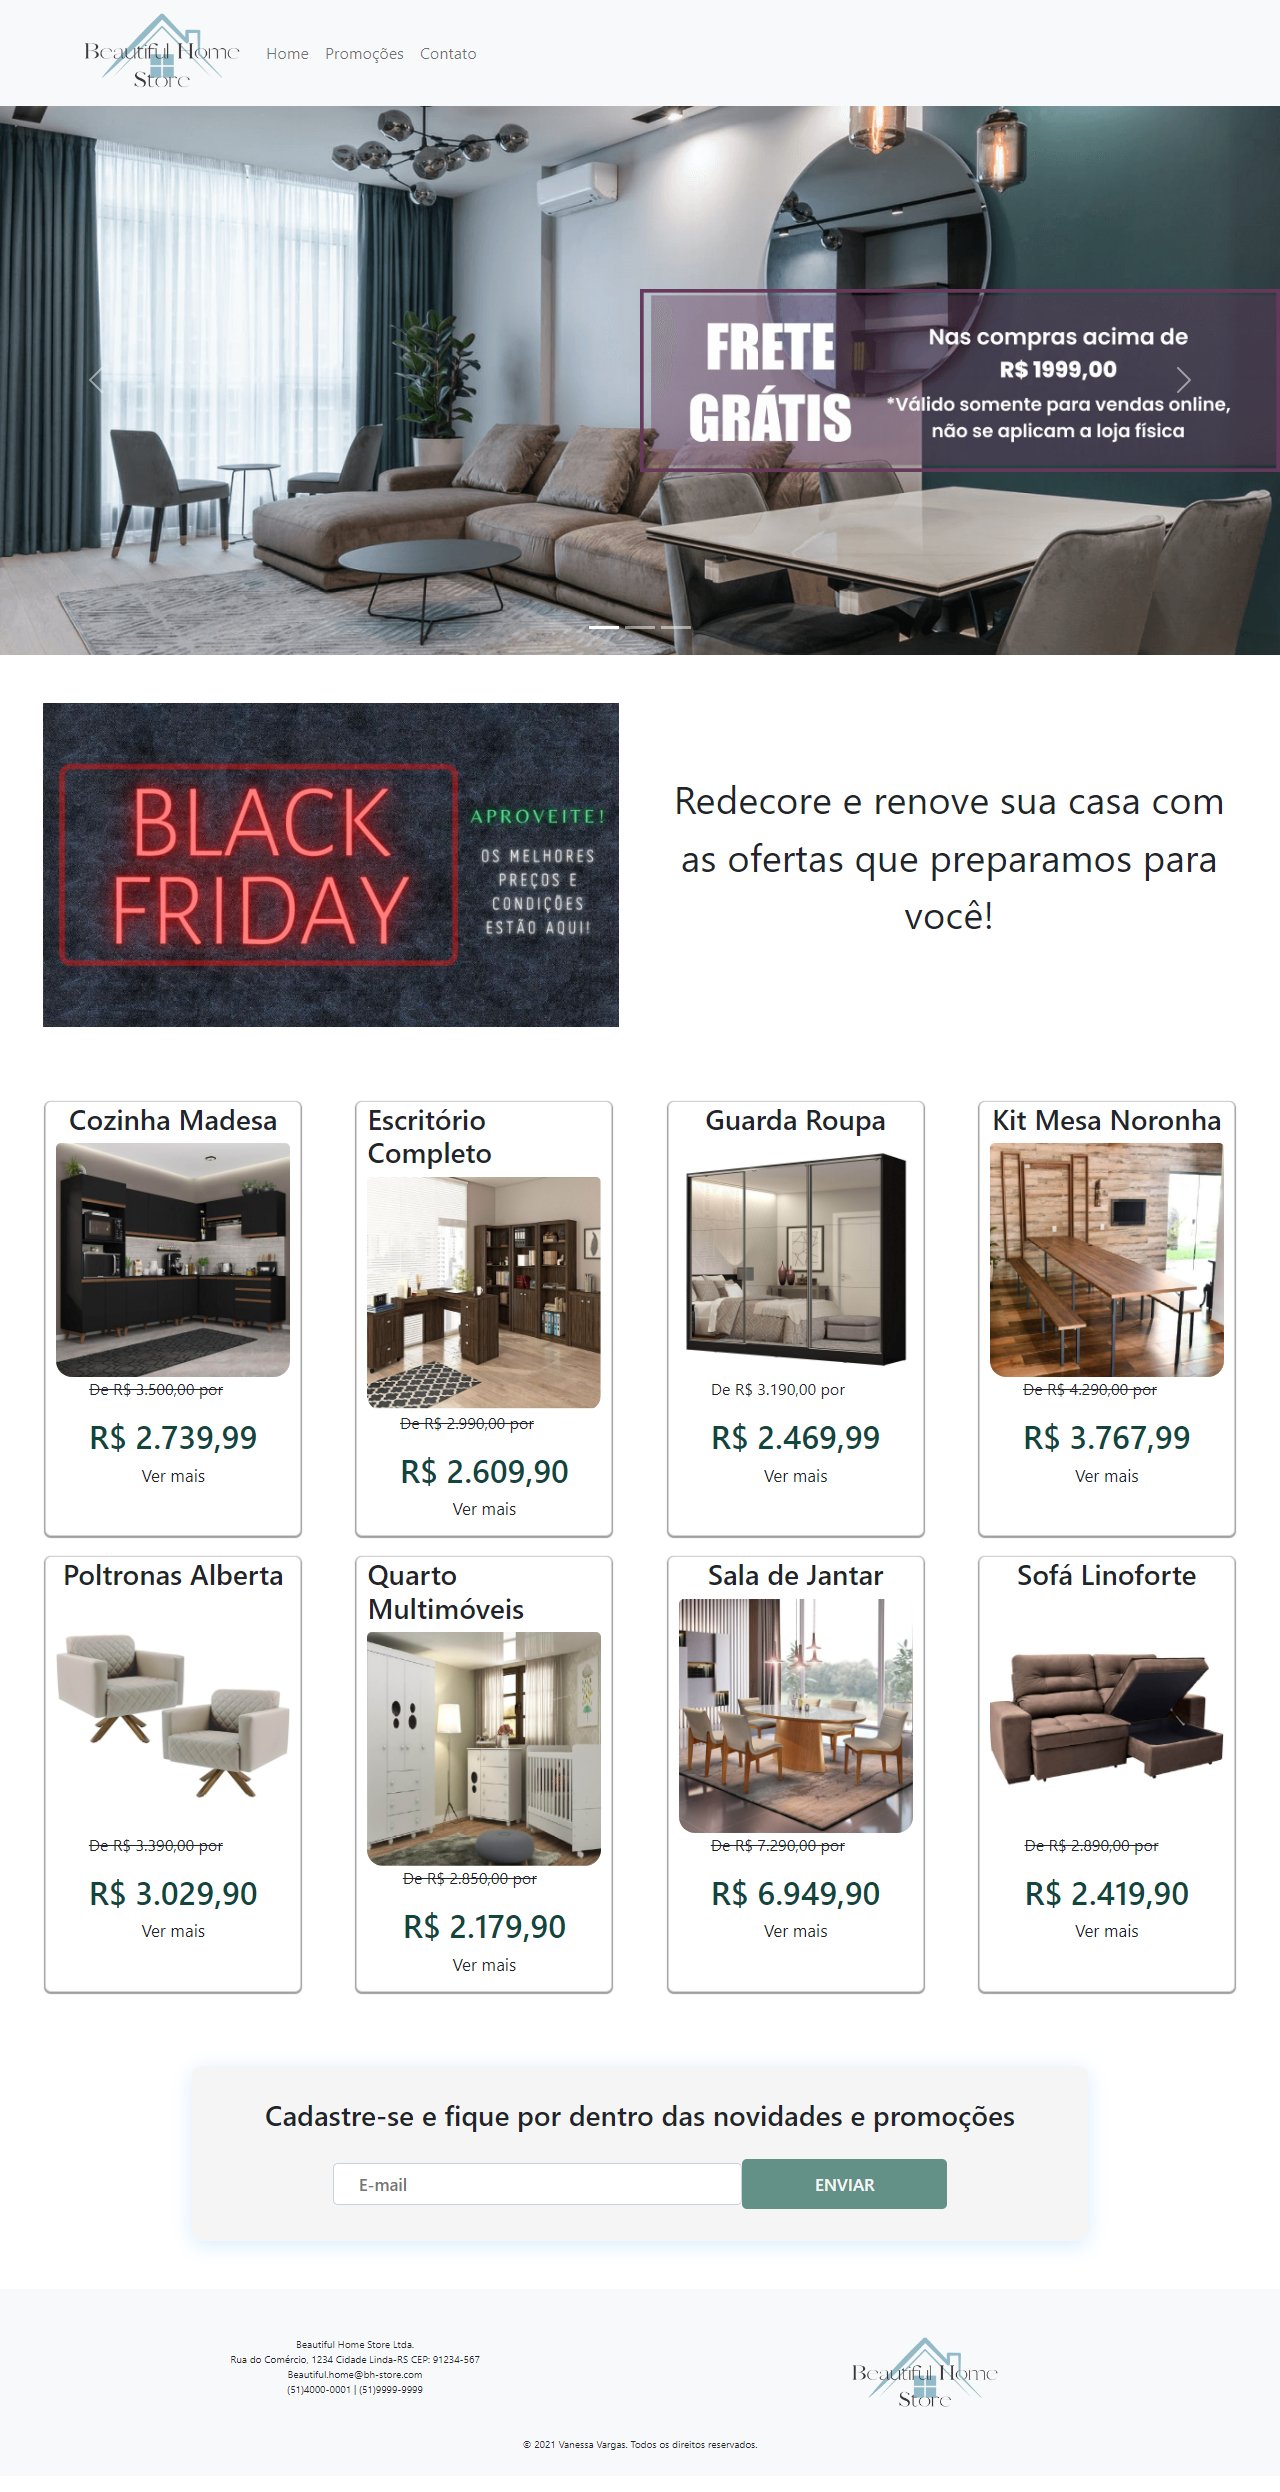 Beautiful Home
Store
Home Promoções Contato
FRETE
GRÁTIS
Nas compras acima de
R$ 1999,00
*Válido somente para vendas online,
não se aplicam a loja física
BLACK
FRIDAY
APROVEITE!
OS MELHORES
PREÇOS E
CONDIÇÕES
ESTÃO AQUI!
Redecore e renove sua casa com
as ofertas que preparamos para
você!
Cozinha Madesa
De R$ 3.500,00 por
R$ 2.739,99
Ver mais
Escritório
Completo
De R$ 2.990,00 por
R$ 2.609,90
Ver mais
Guarda Roupa
De R$ 3.190,00 por
R$ 2.469,99
Ver mais
Kit Mesa Noronha
De R$ 4.290,00 por
R$ 3.767,99
Ver mais
Poltronas Alberta
De R$ 3.390,00 por
R$ 3.029,90
Ver mais
Quarto
Multimóveis
De R$ 2.850,00 por
R$ 2.179,90
Ver mais
Sala de Jantar
De R$ 7.290,00 por
R$ 6.949,90
Ver mais
Sofá Linoforte
De R$ 2.890,00 por
R$ 2.419,90
Ver mais
Cadastre-se e fique por dentro das novidades e promoções
E-mail
ENVIAR
Beautiful Home Store Ltda.
Rua do Comércio, 1234 Cidade Linda-RS CEP: 91234-567
Beautiful.home@bh-store.com
(51)4000-0001 | (51)9999-9999
Beautiful Home
Store
© 2021 Vanessa Vargas. Todos os direitos reservados.